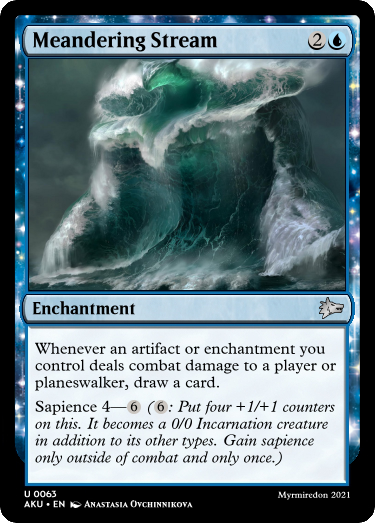 Meandering Stream 2
Enchantment
Whenever an artifact or enchantment you
control deals combat damage to a player or
planeswalker, draw a card.
Sapience 4—6 (6: Put four +1/+1 counters
on this. It becomes a 0/0 Incarnation creature
in addition to its other types. Gain sapience
only outside of combat and only once.)
U 0063
AKU • EN Anastasia Ovchinnikova
Myrmiredon 2021